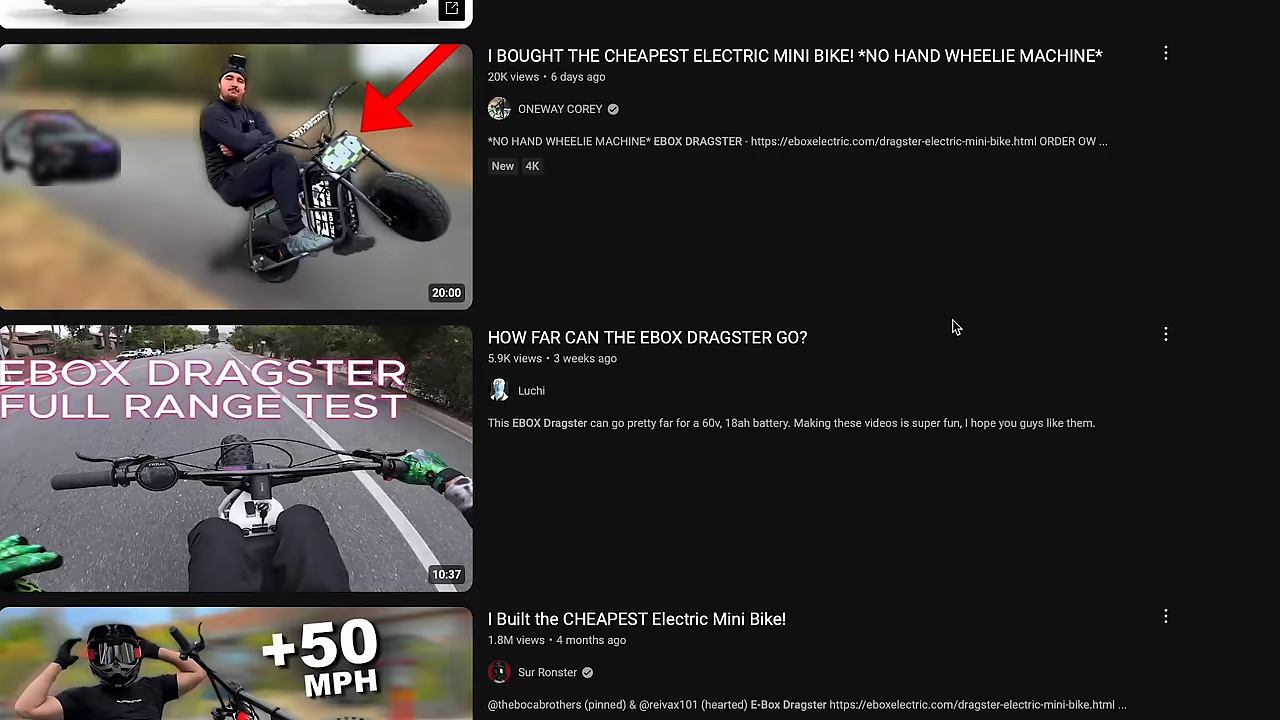 I BOUGHT THE CHEAPEST ELECTRIC MINI BIKE! *NO HAND WHEELIE MACHINE*
20K views • 6 days ago
ONEWAY COREY
*NO HAND WHEELIE MACHINE* EBOX DRAGSTER - https://eboxelectric.com/dragster-electric-mini-bike.html ORDER OW ...
New 4K
20:00
HOW FAR CAN THE EBOX DRAGSTER GO?
5.9K views • 3 weeks ago
Luchi
This EBOX Dragster can go pretty far for a 60v, 18ah battery. Making these videos is super fun, I hope you guys like them.
EBOX DRAGSTER
FULL RANGE TEST
10:37
I Built the CHEAPEST Electric Mini Bike!
1.8M views • 4 months ago
Sur Ronster
@thebocabrothers (pinned) & @reivax101 (hearted) E-Box Dragster https://eboxelectric.com/dragster-electric-mini-bike.html ...
+50
MPH